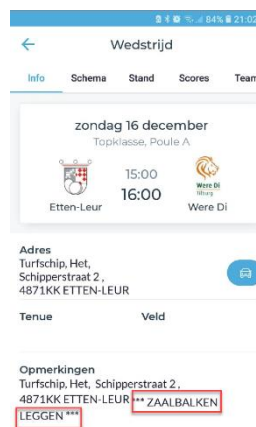 84% 21:02
Wedstrijd
Info Schema Stand Scores Team
zondag 16 december
Topklasse, Poule A
15:00
16:00
Were Di
Tilburg
Etten-Leur Were Di
Adres
Turfschip, Het,
Schipperstraat 2 ,
4871KK ETTEN-LEUR
Tenue Veld
Opmerkingen
Turfschip, Het, Schipperstraat 2 ,
4871KK ETTEN-LEUR *** ZAALBALKEN
LEGGEN ***